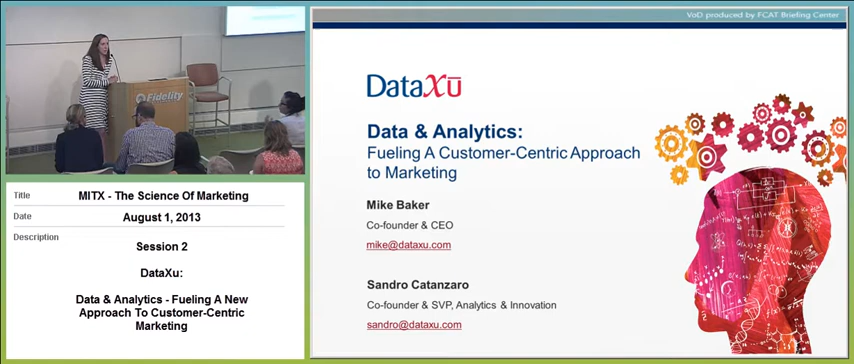 VoD produced by FCAT Briefing Center
Fidelity
DataXū
Data & Analytics:
Fueling A Customer-Centric Approach
to Marketing
Mike Baker
Co-founder & CEO
mike@dataxu.com
Sandro Catanzaro
Co-founder & SVP, Analytics & Innovation
sandro@dataxu.com
Title MITX - The Science Of Marketing
Date August 1, 2013
Description
Session 2
DataXu:
Data & Analytics - Fueling A New
Approach To Customer-Centric
Marketing